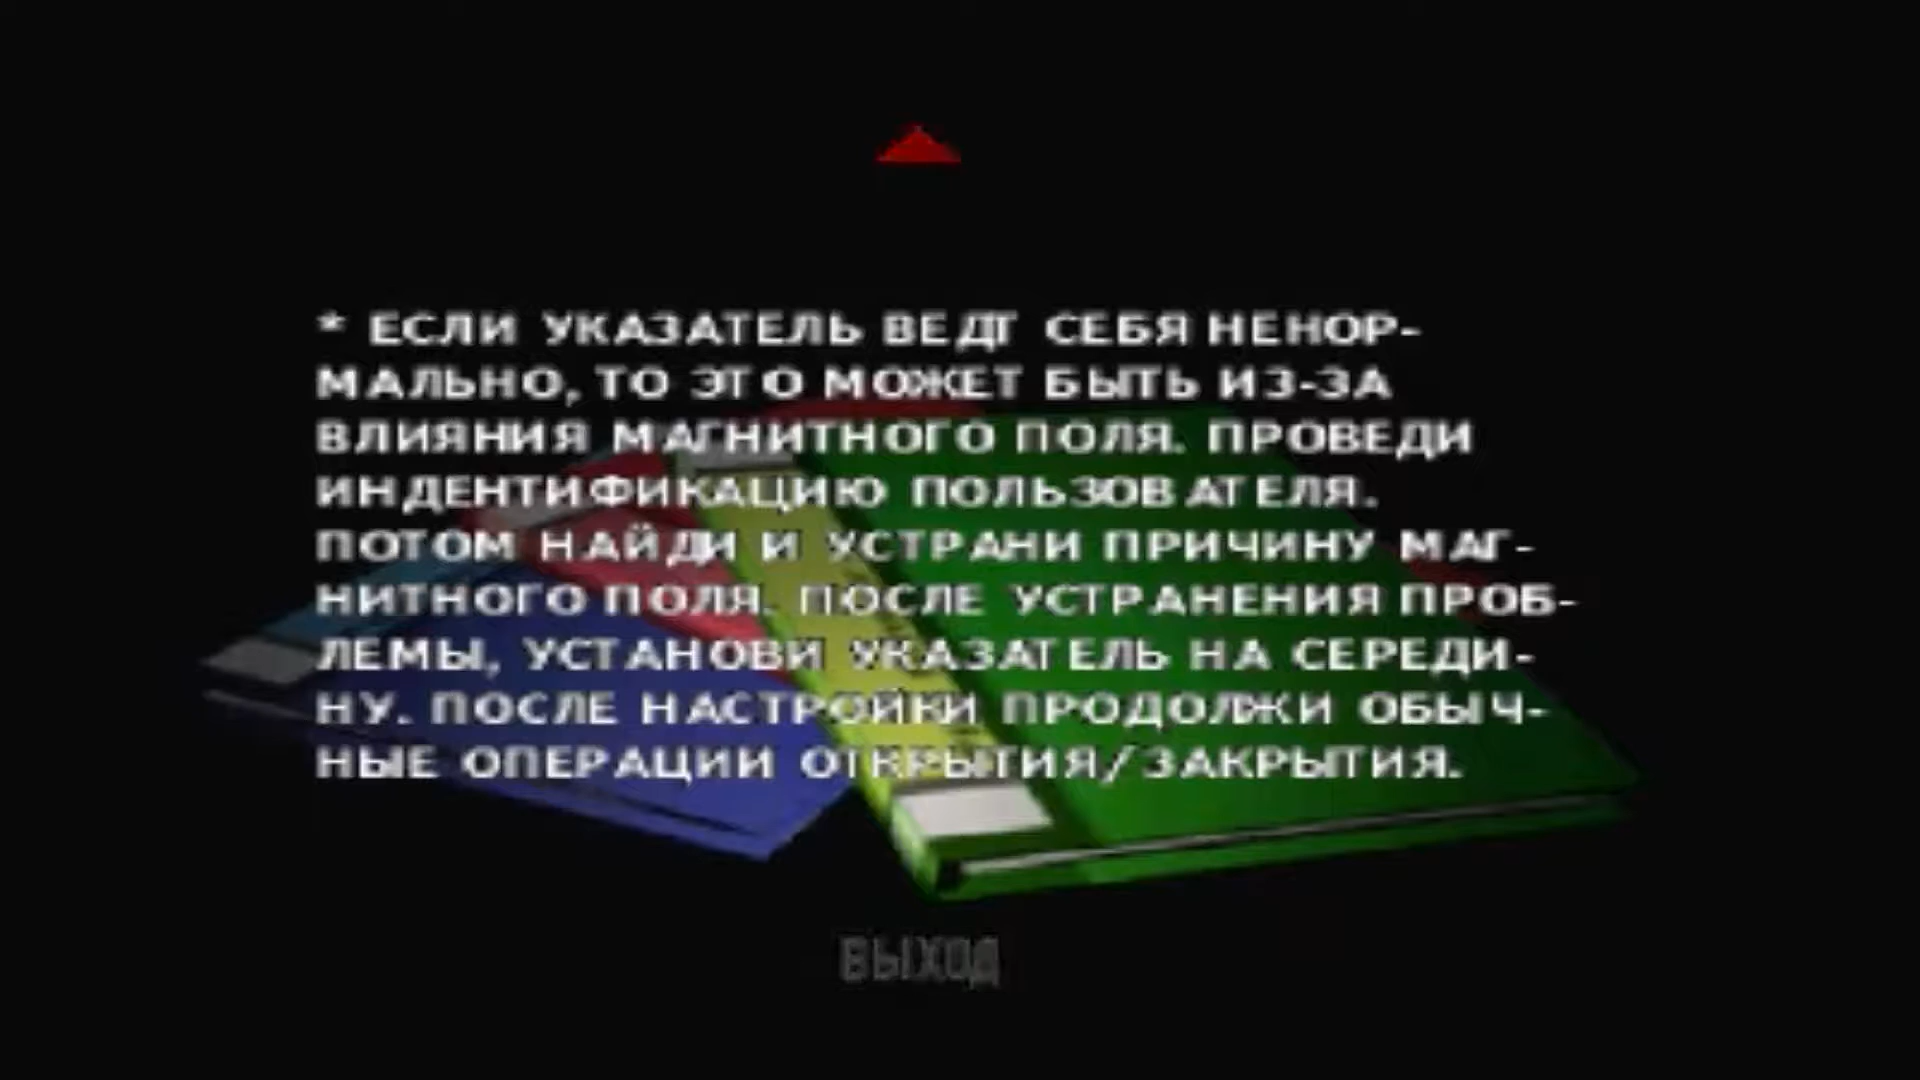 * ЕСЛИ УКАЗАТЕЛЬ ВЕДТ СЕБЯ НЕНОР-
МАЛЬНО, ТО ЭТО МОЖЕТ БЫТЬ ИЗ-ЗА
ВЛИЯНИЯ МАГНИТНОГО ПОЛЯ. ПРОВЕДИ
ИНДЕНТИФИКАЦИЮ ПОЛЬЗОВАТЕЛЯ.
ПОТОМ НАЙДИ И УСТРАНИ ПРИЧИНУ МАГ-
НИТНОГО ПОЛЯ. ПОСЛЕ УСТРАНЕНИЯ ПРОБ-
ЛЕМЫ, УСТАНОВИ УКАЗАТЕЛЬ НА СЕРЕДИ-
НУ. ПОСЛЕ НАСТРОЙКИ ПРОДОЛЖИ ОБЫЧ-
НЫЕ ОПЕРАЦИИ ОТКРЫТИЯ/ЗАКРЫТИЯ.
ВЫХОД